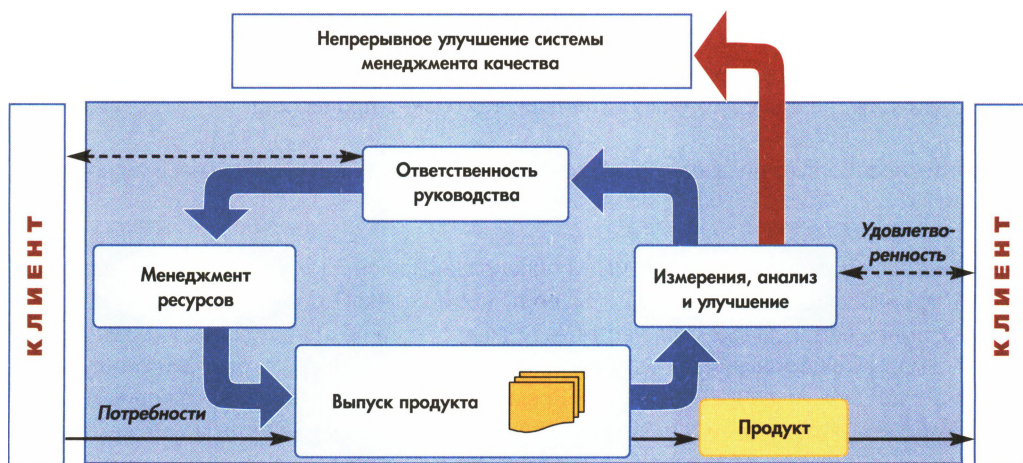 Непрерывное улучшение системы
менеджмента качества
КЛИЕНТ
Ответственность
руководства
Менеджмент
ресурсов
Измерения, анализ
и улучшение
Удовлетво-
ренность
КЛИЕНТ
Потребности
Выпуск продукта
Продукт